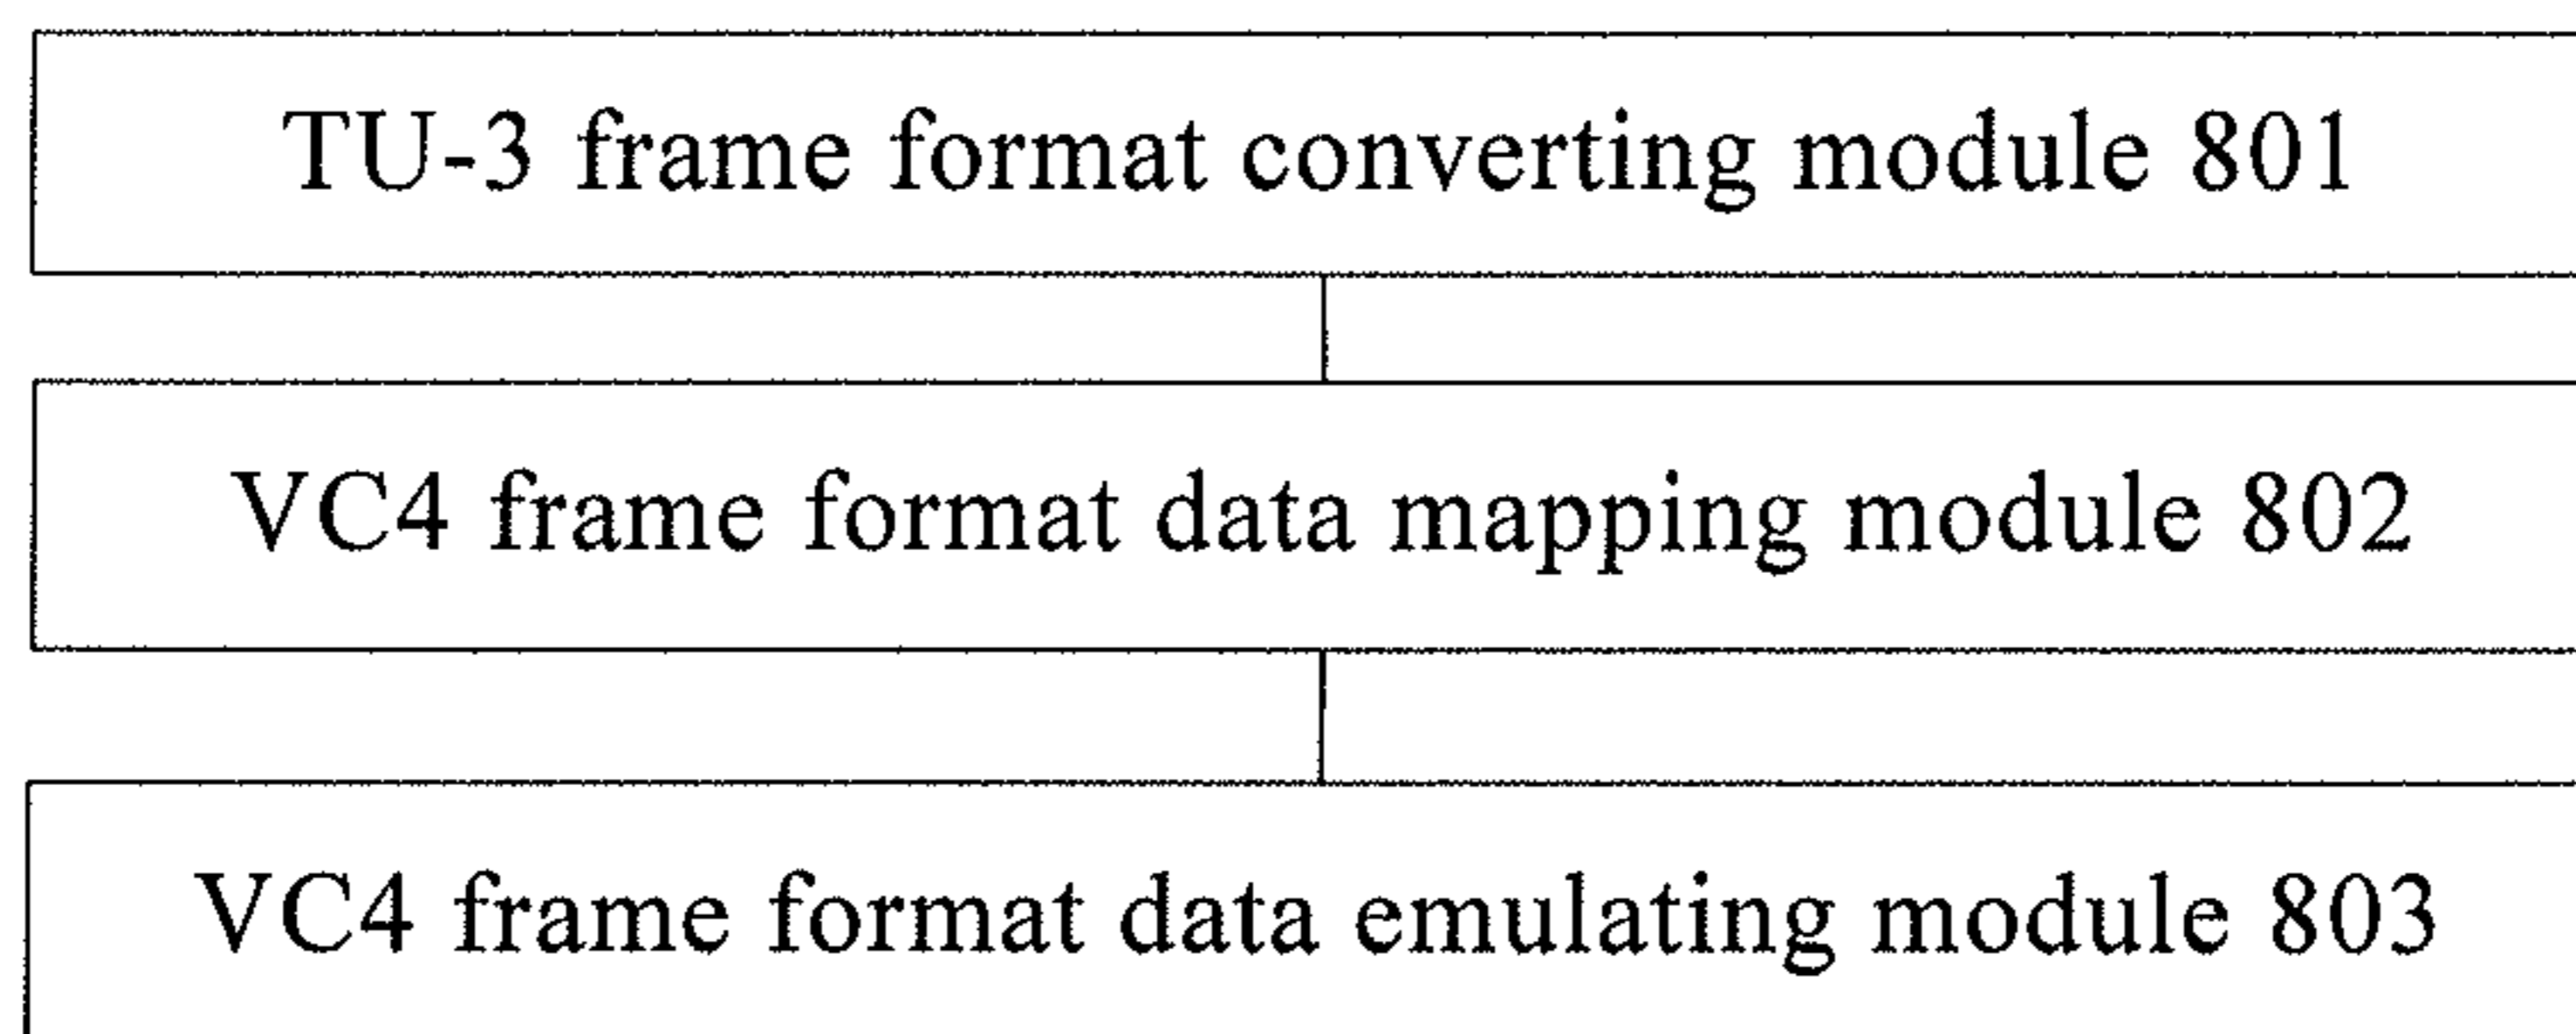 TU-3 frame format converting module 801
VC4 frame format data mapping module 802
VC4 frame format data emulating module 803